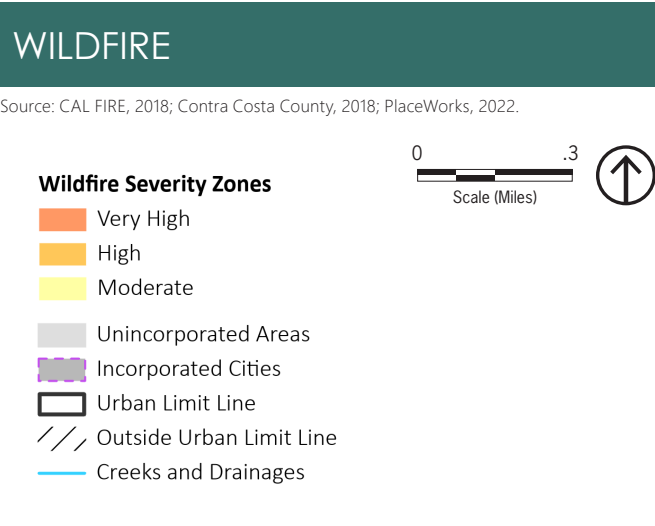 WILDFIRE
Source: CAL FIRE, 2018; Contra Costa County, 2018; PlaceWorks, 2022.
0 .3
Scale (Miles)
Wildfire Severity Zones
Very High
High
Moderate
Unincorporated Areas
Incorporated Cities
Urban Limit Line
Outside Urban Limit Line
Creeks and Drainages